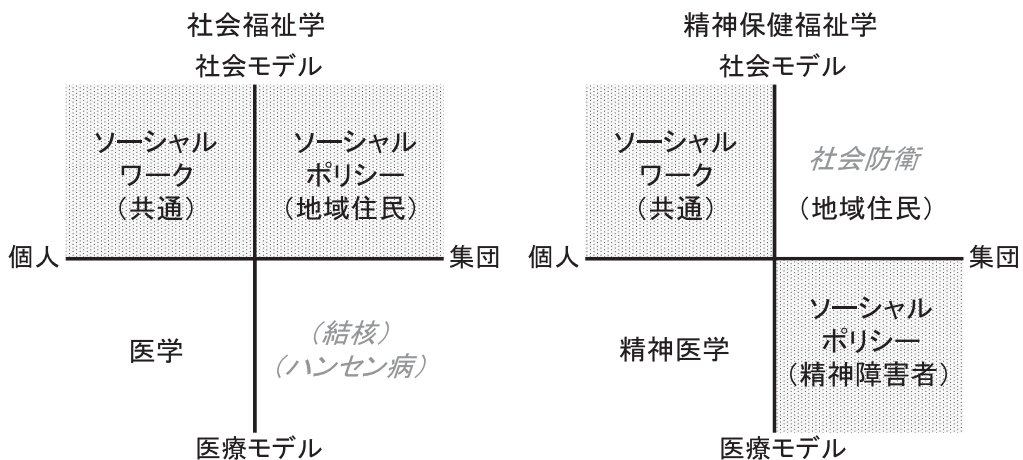 社会福祉学
社会モデル
ソーシャル
ワーク
（共通）
ソーシャル
ポリシー
（地域住民）
個人
集団
医学
（結核）
（ハンセン病）
医療モデル
精神保健福祉学
社会モデル
ソーシャル
ワーク
（共通）
社会防衛
（地域住民）
個人
集団
精神医学
ソーシャル
ポリシー
（精神障害者）
医療モデル